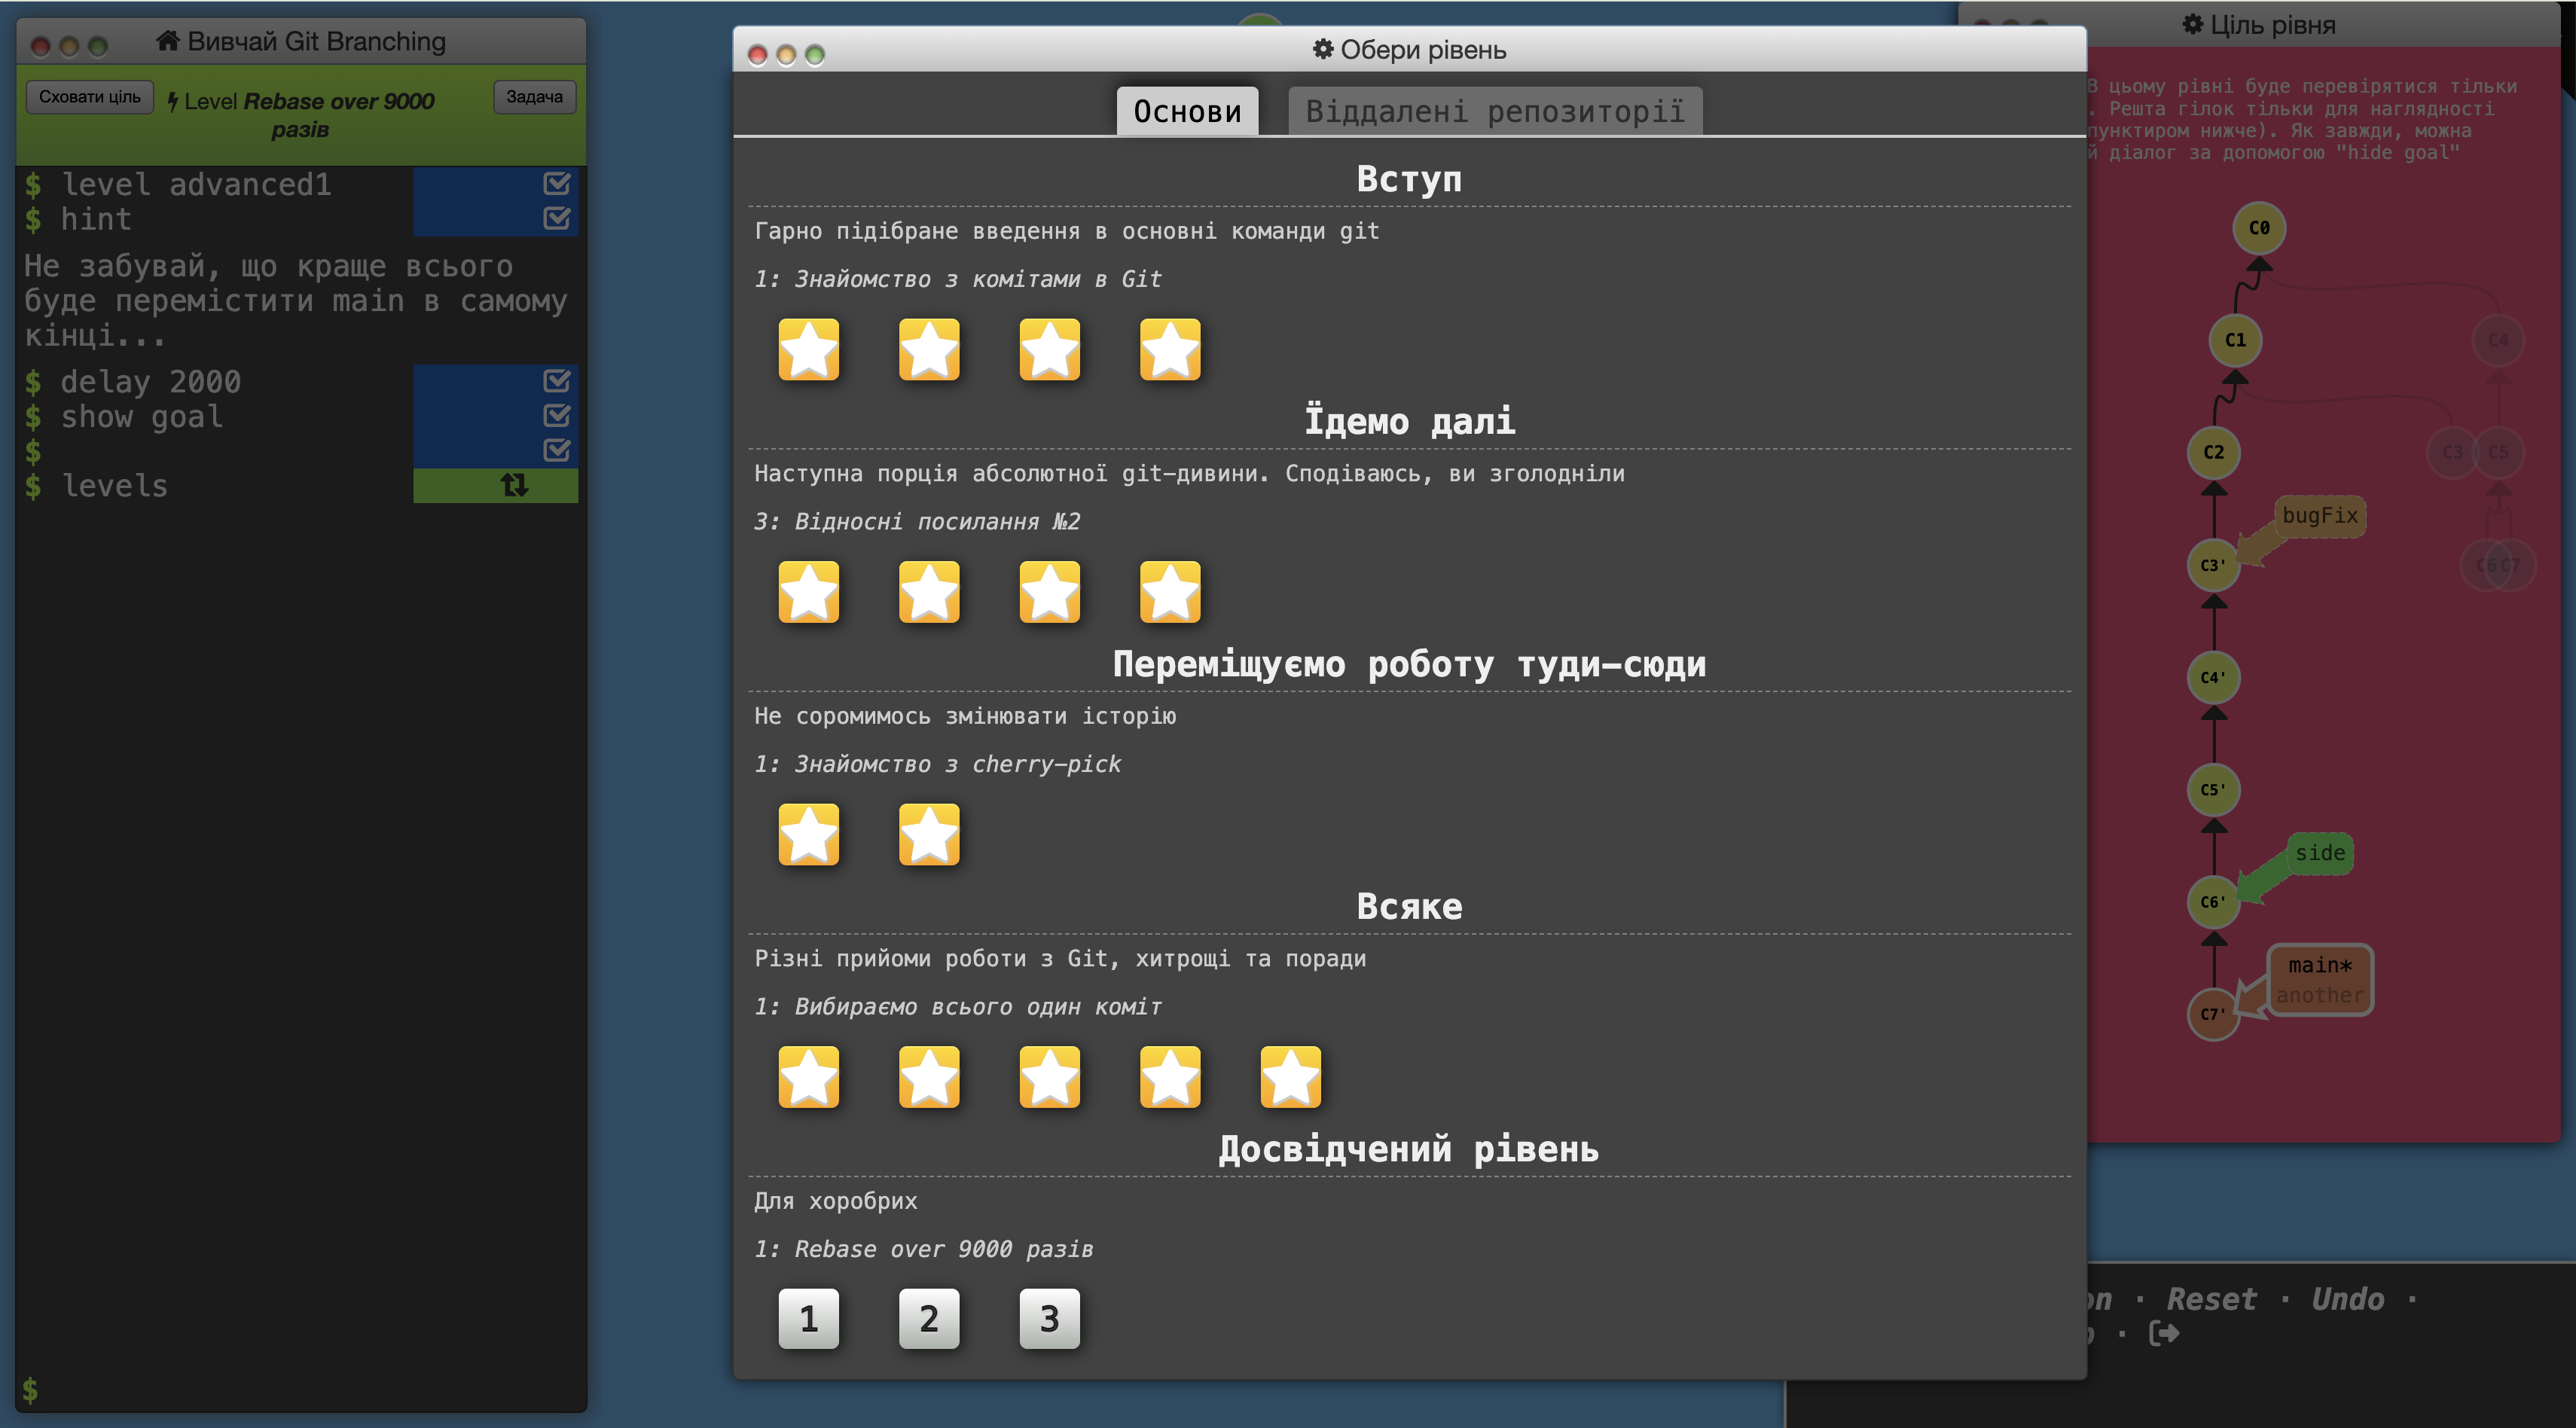 Вивчай Git Branching
Сховати ціль
Level Rebase over 9000
разів
Задача
$ level advanced1
$ hint
Не забувай, що краще всього
буде перемістити main в самому
кінці...
$ delay 2000
$ show goal
$
$ levels
$
Обери рівень
Основи
Віддалені репозиторії
Вступ
Гарно підібране введення в основні команди git
1: Знайомство з комітами в Git
Їдемо далі
Наступна порція абсолютної git-дивини. Сподіваюсь, ви зголодніли
3: Відносні посилання №2
Переміщуємо роботу туди-сюди
Не соромимось змінювати історію
1: Знайомство з cherry-pick
Всяке
Різні прийоми роботи з Git, хитрощі та поради
1: Вибираємо всього один коміт
Досвідчений рівень
Для хоробрих
1: Rebase over 9000 разів
1 2 3
Ціль рівня
В цьому рівні буде перевірятися тільки
. Решта гілок тільки для наглядності
пунктиром нижче). Як завжди, можна
й діалог за допомогою "hide goal"
C0
C1
C4
C2
C3
C5
bugFix
C3'
C6
C7
C4'
C5'
side
C6'
main*
another
C7'
on · Reset · Undo ·